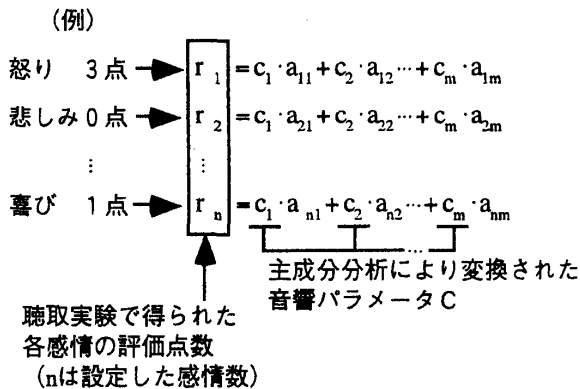 (例)
怒り 3点 r₁ =c₁·a₁₁+c₂·a₁₂…+cₘ·a₁ₘ
悲しみ0点 r₂ =c₁·a₂₁+c₂·a₂₂…+cₘ·a₂ₘ
⋮ ⋮
喜び 1点 rₙ =c₁·aₙ₁+c₂·aₙ₂…+cₘ·aₙₘ
…
主成分分析により変換された
音響パラメータC
聴取実験で得られた
各感情の評価点数
(nは設定した感情数)